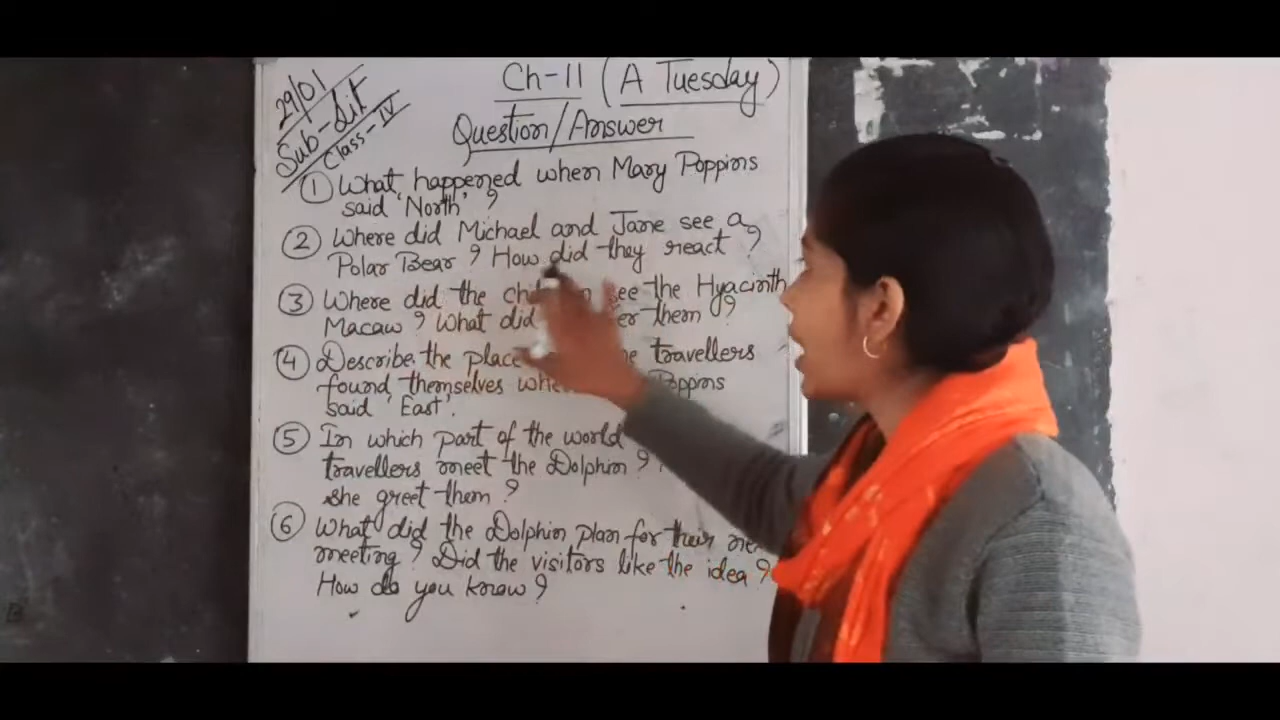 29/01
Sub-Lit
Class-IV
Ch-11 (A Tuesday)
Question/Answer
① What happened when Mary Poppins
said 'North' ?
② Where did Michael and Jane see a
Polar Bear ? How did they react ?
③ Where did the see the Hyacinth
Macaw ? What did them ?
④ Describe the travellers
found themselves Poppins
said 'East'.
⑤ In which part of the world
travellers meet the Dolphin ?
she greet them ?
⑥ What did the Dolphin plan for their
meeting ? Did the visitors like the idea ?
How do you know ?